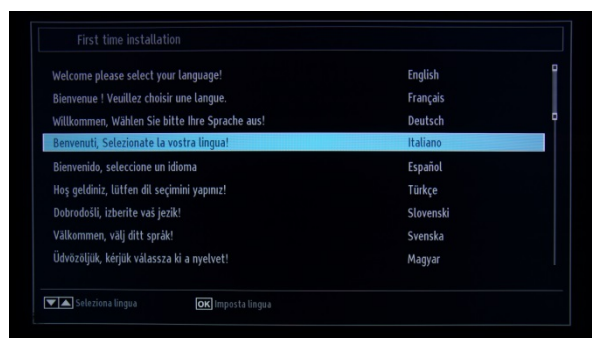 First time installation
Welcome please select your language! English
Bienvenue ! Veuillez choisir une langue. Français
Willkommen, Wählen Sie bitte Ihre Sprache aus! Deutsch
Benvenuti, Selezionate la vostra lingua! Italiano
Bienvenido, seleccione un idioma Español
Hoş geldiniz, lütfen dil seçimini yapınız! Türkçe
Dobrodošli, izberite vaš jezik! Slovenski
Välkommen, välj ditt språk! Svenska
Üdvözöljük, kérjük válassza ki a nyelvet! Magyar
Seleziona lingua OK Imposta lingua